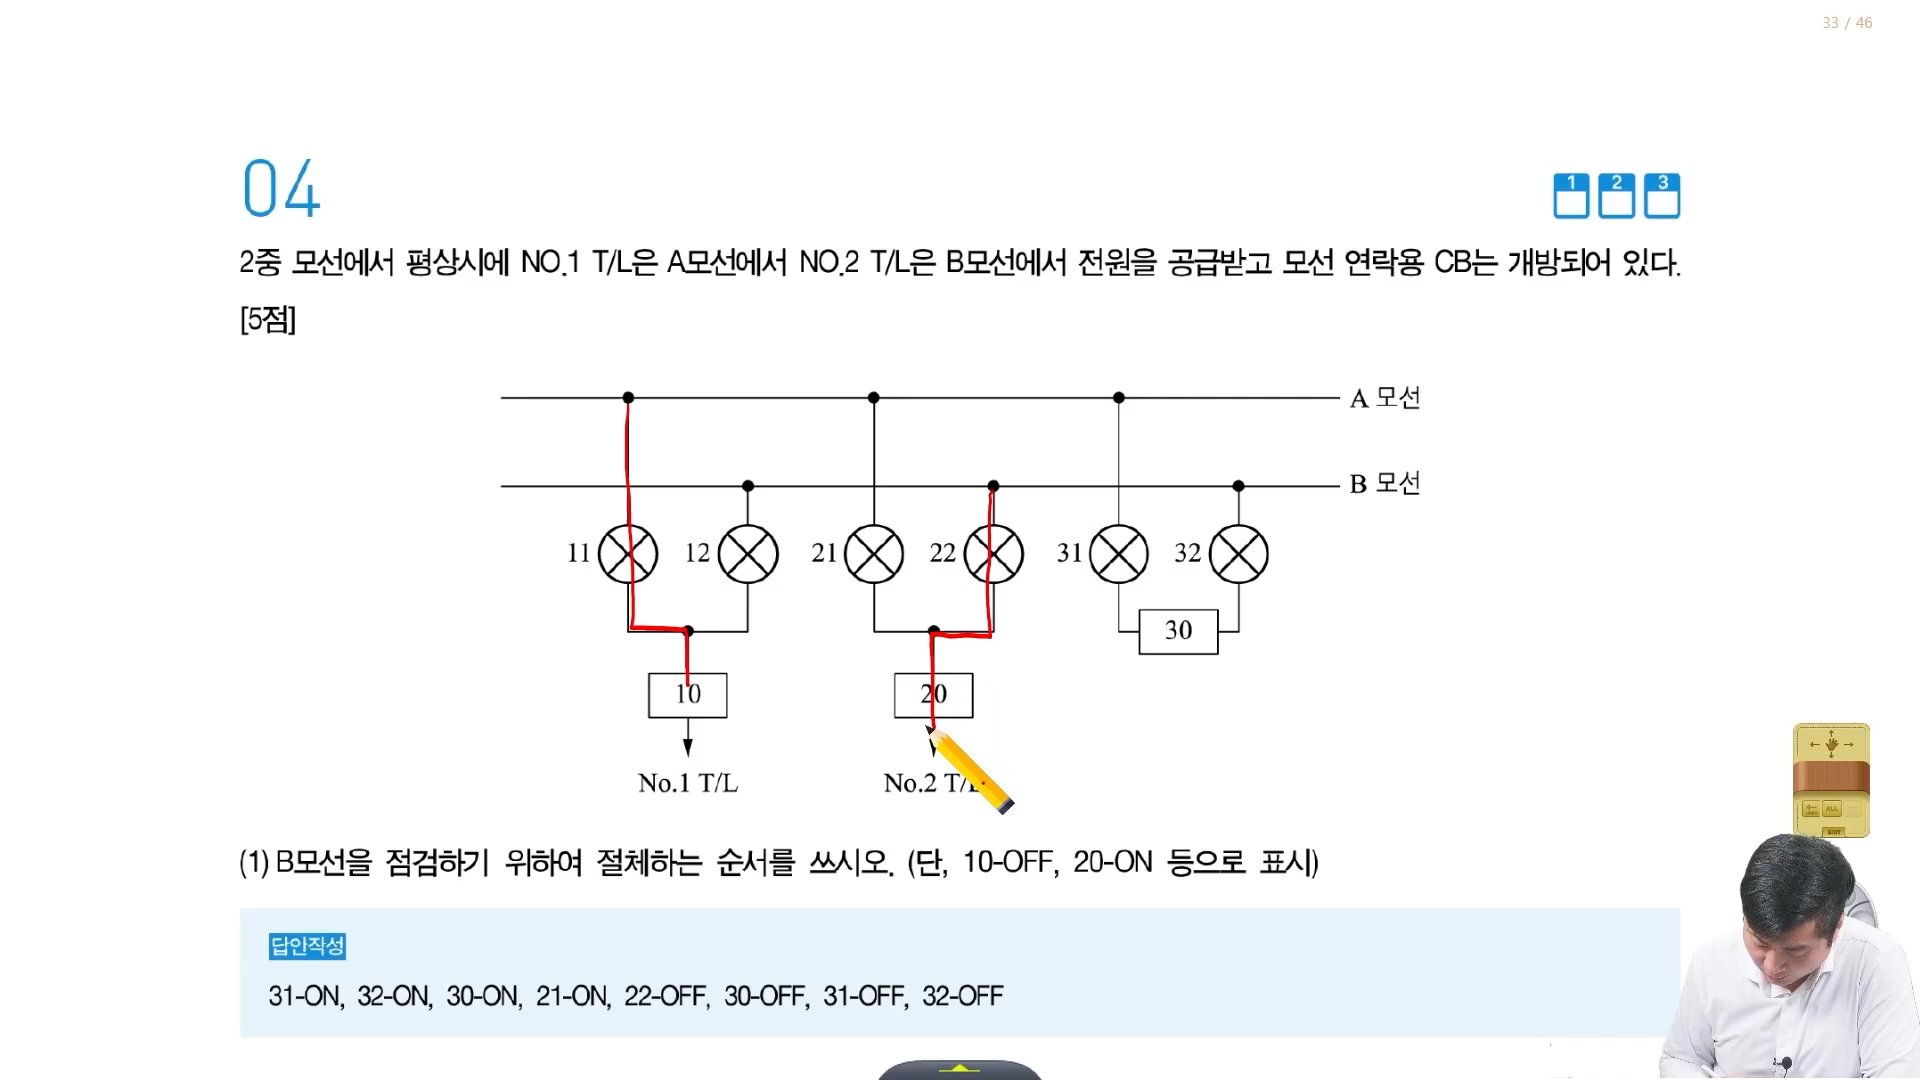 33 / 46
04
1 2 3
2중 모선에서 평상시에 NO.1 T/L은 A모선에서 NO.2 T/L은 B모선에서 전원을 공급받고 모선 연락용 CB는 개방되어 있다.
[5점]
A 모선
B 모선
11 12 21 22 31 32
30
10 20
No.1 T/L No.2 T/L
(1) B모선을 점검하기 위하여 절체하는 순서를 쓰시오. (단, 10-OFF, 20-ON 등으로 표시)
답안작성
31-ON, 32-ON, 30-ON, 21-ON, 22-OFF, 30-OFF, 31-OFF, 32-OFF
ALL